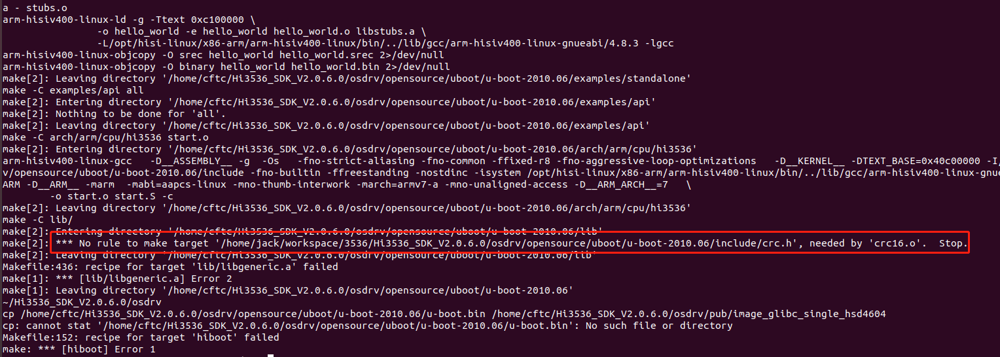 a - stubs.o
arm-hisiv400-linux-ld -g -Ttext 0xc100000 \
-o hello_world -e hello_world hello_world.o libstubs.a \
-L/opt/hisi-linux/x86-arm/arm-hisiv400-linux/bin/../lib/gcc/arm-hisiv400-linux-gnueabi/4.8.3 -lgcc
arm-hisiv400-linux-objcopy -O srec hello_world hello_world.srec 2>/dev/null
arm-hisiv400-linux-objcopy -O binary hello_world hello_world.bin 2>/dev/null
make[2]: Leaving directory '/home/cftc/Hi3536_SDK_V2.0.6.0/osdrv/opensource/uboot/u-boot-2010.06/examples/standalone'
make -C examples/api all
make[2]: Entering directory '/home/cftc/Hi3536_SDK_V2.0.6.0/osdrv/opensource/uboot/u-boot-2010.06/examples/api'
make[2]: Nothing to be done for 'all'.
make[2]: Leaving directory '/home/cftc/Hi3536_SDK_V2.0.6.0/osdrv/opensource/uboot/u-boot-2010.06/examples/api'
make -C arch/arm/cpu/hi3536 start.o
make[2]: Entering directory '/home/cftc/Hi3536_SDK_V2.0.6.0/osdrv/opensource/uboot/u-boot-2010.06/arch/arm/cpu/hi3536'
arm-hisiv400-linux-gcc -D__ASSEMBLY__ -g -Os -fno-strict-aliasing -fno-common -ffixed-r8 -fno-aggressive-loop-optimizations -D__KERNEL__ -DTEXT_BASE=0x40c00000 -I/
v/opensource/uboot/u-boot-2010.06/include -fno-builtin -ffreestanding -nostdinc -isystem /opt/hisi-linux/x86-arm/arm-hisiv400-linux/bin/../lib/gcc/arm-hisiv400-linux-gnue
ARM -D__ARM__ -marm -mabi=aapcs-linux -mno-thumb-interwork -march=armv7-a -mno-unaligned-access -D__ARM_ARCH__=7 \
-o start.o start.S -c
make[2]: Leaving directory '/home/cftc/Hi3536_SDK_V2.0.6.0/osdrv/opensource/uboot/u-boot-2010.06/arch/arm/cpu/hi3536'
make -C lib/
make[2]: Entering directory '/home/cftc/Hi3536_SDK_V2.0.6.0/osdrv/opensource/uboot/u-boot-2010.06/lib'
make[2]: *** No rule to make target '/home/jack/workspace/3536/Hi3536_SDK_V2.0.6.0/osdrv/opensource/uboot/u-boot-2010.06/include/crc.h', needed by 'crc16.o'. Stop.
make[2]: Leaving directory '/home/cftc/Hi3536_SDK_V2.0.6.0/osdrv/opensource/uboot/u-boot-2010.06/lib'
Makefile:436: recipe for target 'lib/libgeneric.a' failed
make[1]: *** [lib/libgeneric.a] Error 2
make[1]: Leaving directory '/home/cftc/Hi3536_SDK_V2.0.6.0/osdrv/opensource/uboot/u-boot-2010.06'
~/Hi3536_SDK_V2.0.6.0/osdrv
cp /home/cftc/Hi3536_SDK_V2.0.6.0/osdrv/opensource/uboot/u-boot-2010.06/u-boot.bin /home/cftc/Hi3536_SDK_V2.0.6.0/osdrv/pub/image_glibc_single_hsd4604
cp: cannot stat '/home/cftc/Hi3536_SDK_V2.0.6.0/osdrv/opensource/uboot/u-boot-2010.06/u-boot.bin': No such file or directory
Makefile:152: recipe for target 'hiboot' failed
make: *** [hiboot] Error 1